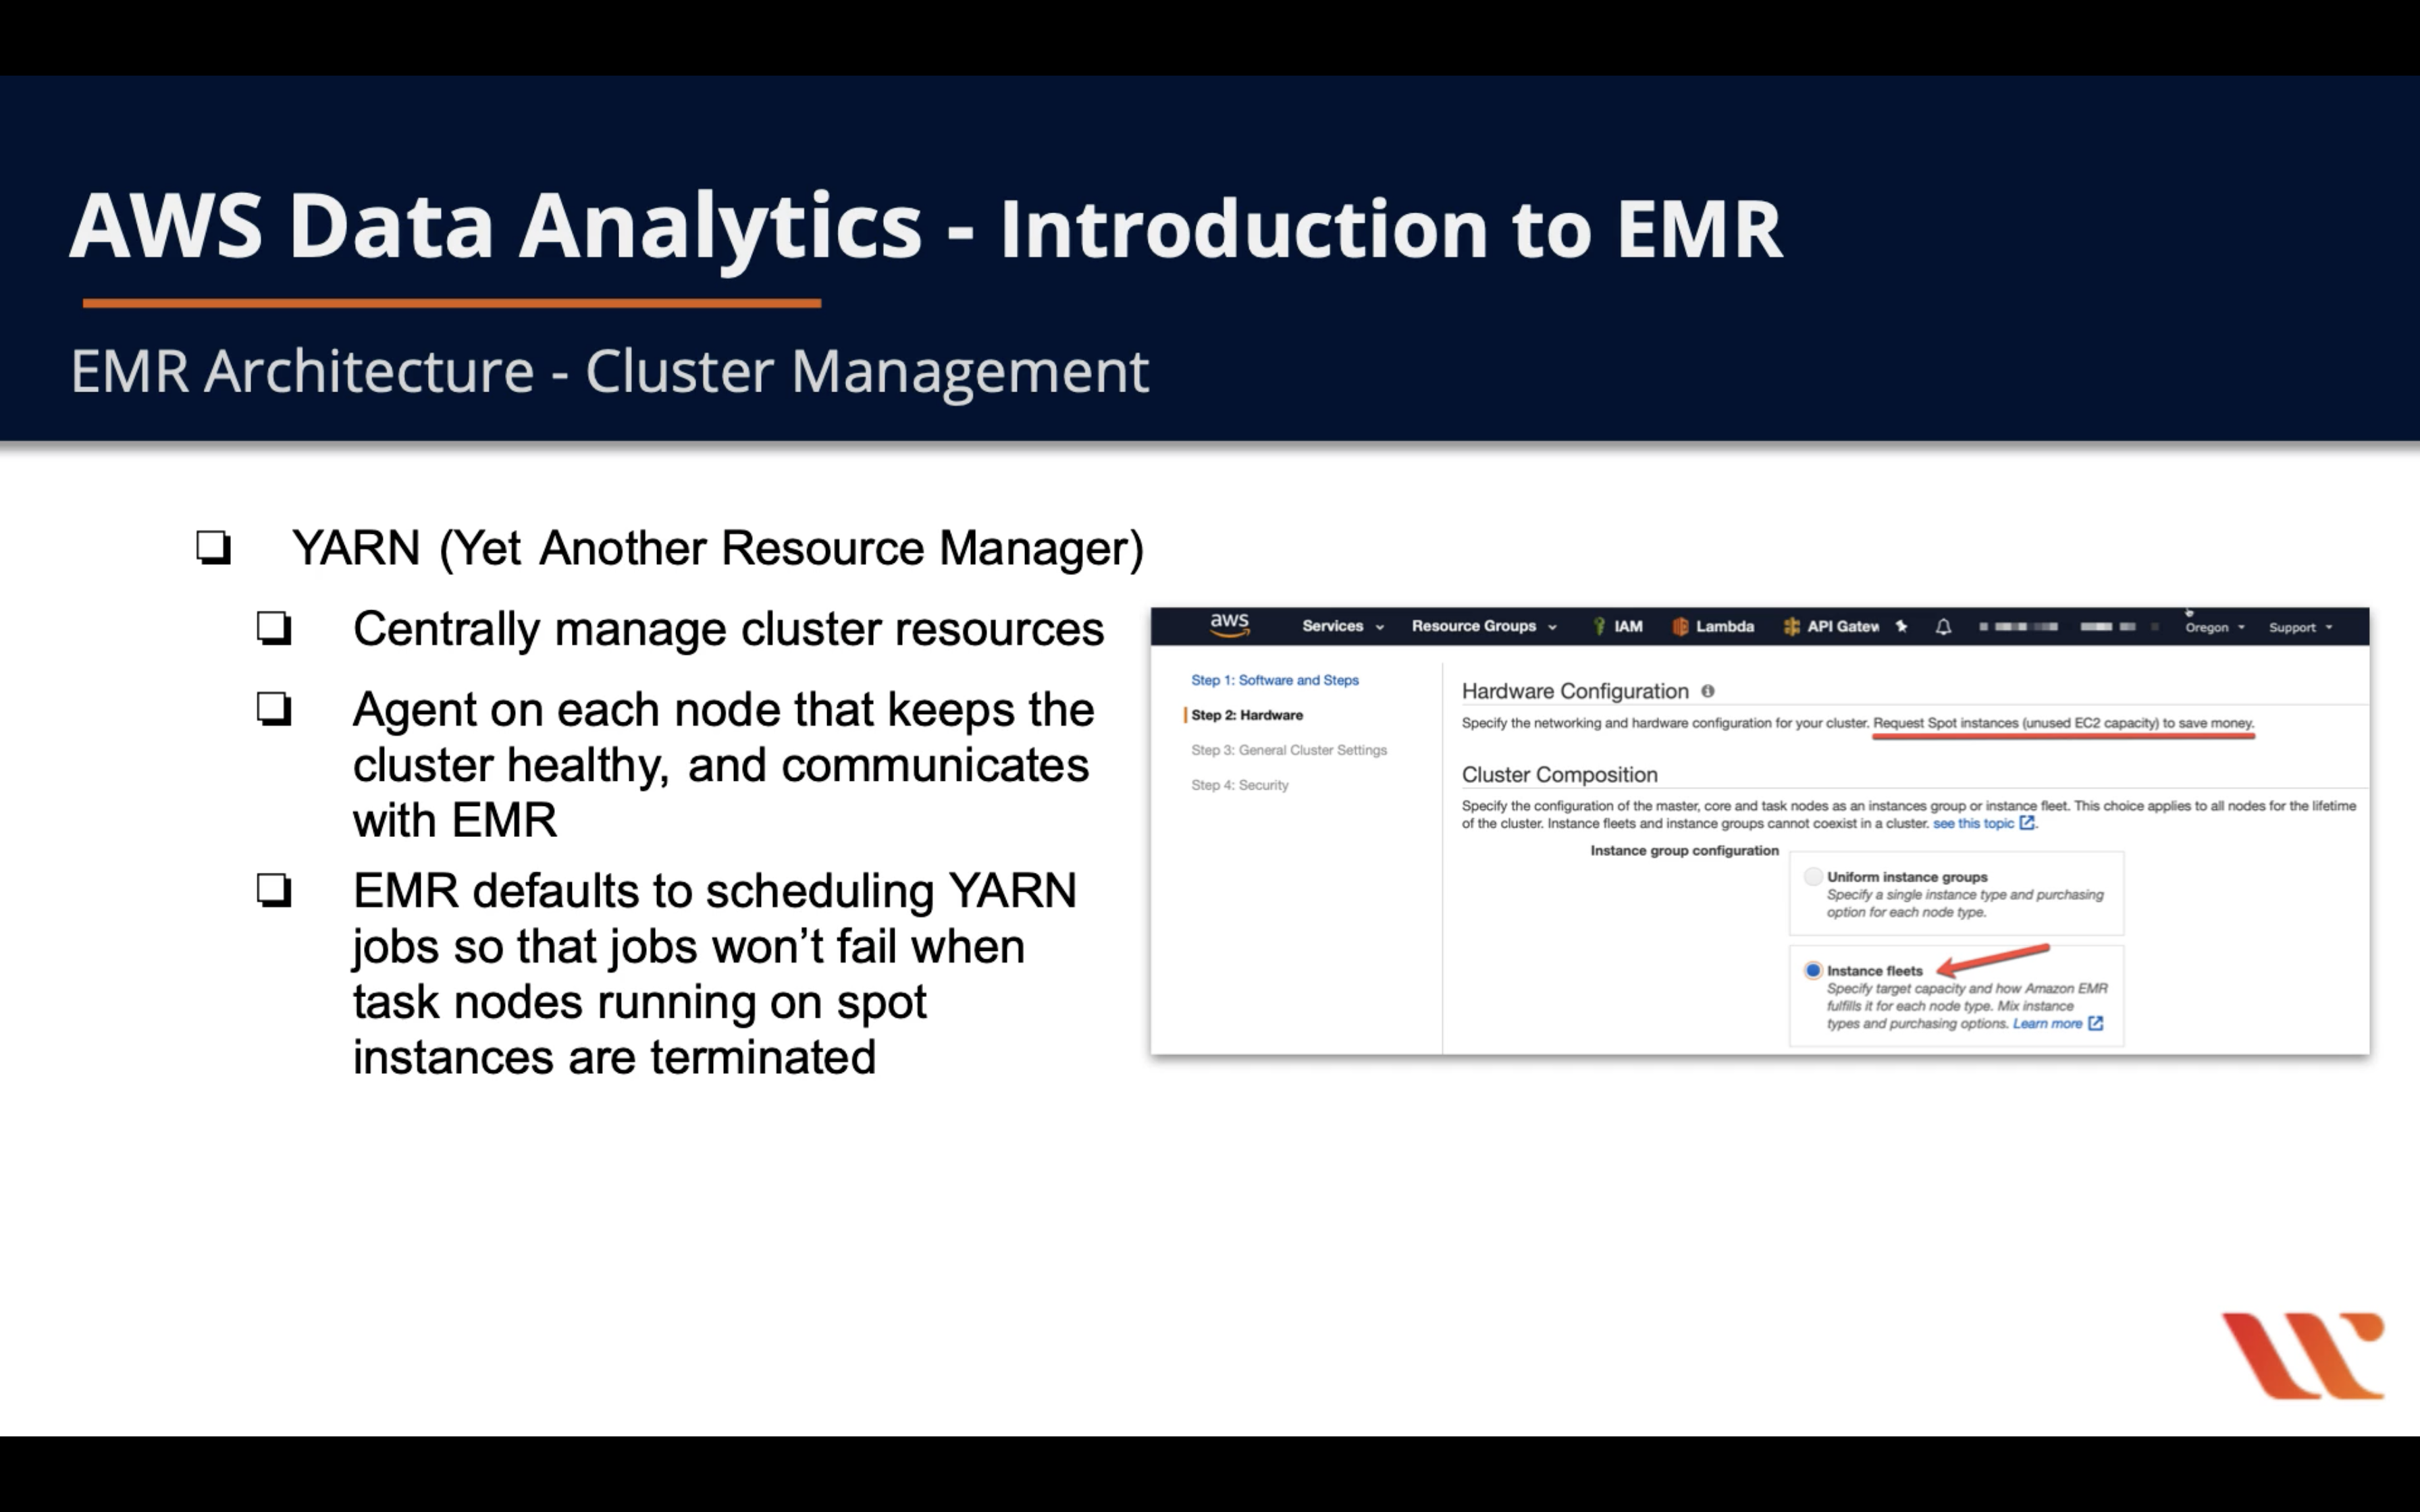 AWS Data Analytics - Introduction to EMR
EMR Architecture - Cluster Management
YARN (Yet Another Resource Manager)
Centrally manage cluster resources
Agent on each node that keeps the
cluster healthy, and communicates
with EMR
EMR defaults to scheduling YARN
jobs so that jobs won't fail when
task nodes running on spot
instances are terminated
aws Services Resource Groups IAM Lambda API Gatew Oregon Support
Step 1: Software and Steps
Step 2: Hardware
Step 3: General Cluster Settings
Step 4: Security
Hardware Configuration
Specify the networking and hardware configuration for your cluster. Request Spot instances (unused EC2 capacity) to save money.
Cluster Composition
Specify the configuration of the master, core and task nodes as an instances group or instance fleet. This choice applies to all nodes for the lifetime
of the cluster. Instance fleets and instance groups cannot coexist in a cluster. see this topic.
Instance group configuration
Uniform instance groups
Specify a single instance type and purchasing
option for each node type.
Instance fleets
Specify target capacity and how Amazon EMR
fulfills it for each node type. Mix instance
types and purchasing options. Learn more